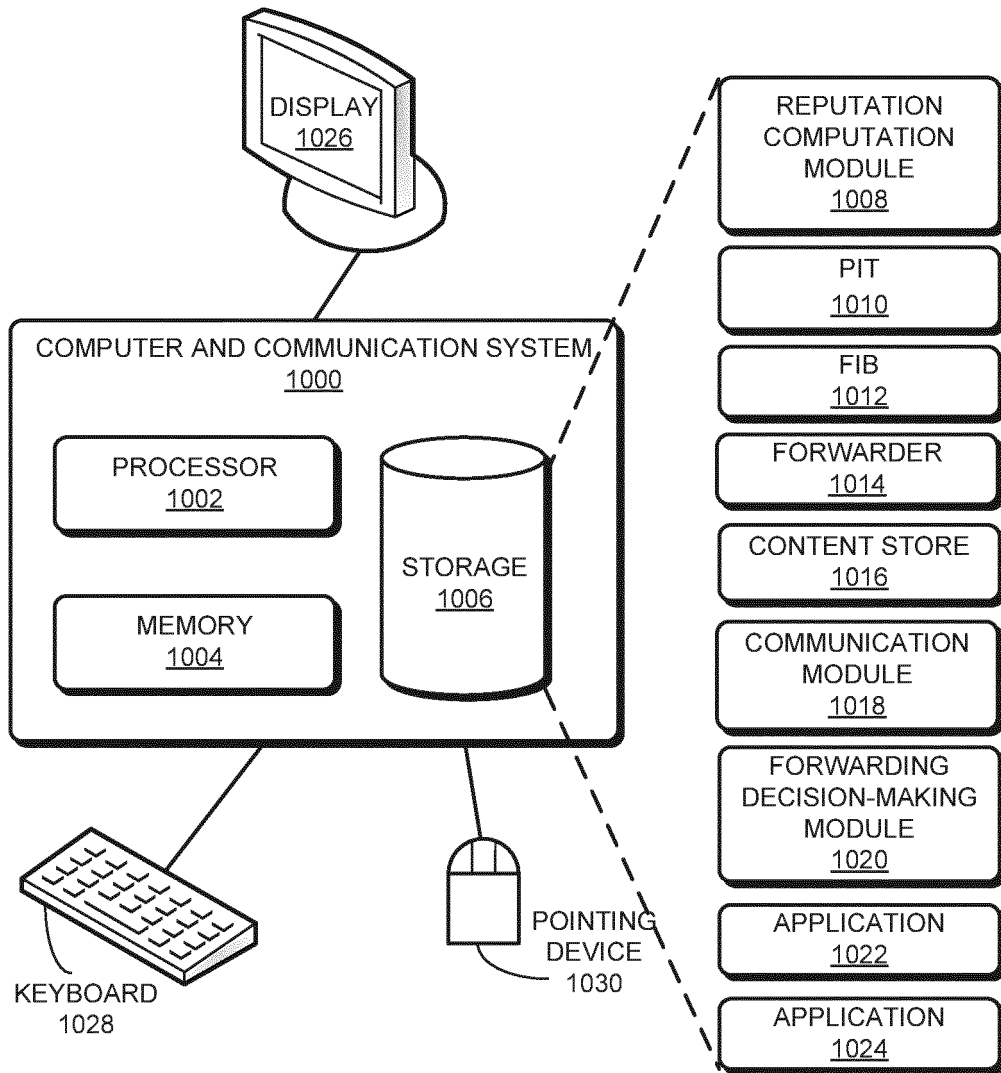 DISPLAY
1026
COMPUTER AND COMMUNICATION SYSTEM
1000
PROCESSOR
1002
MEMORY
1004
STORAGE
1006
KEYBOARD
1028
POINTING
DEVICE
1030
REPUTATION
COMPUTATION
MODULE
1008
PIT
1010
FIB
1012
FORWARDER
1014
CONTENT STORE
1016
COMMUNICATION
MODULE
1018
FORWARDING
DECISION-MAKING
MODULE
1020
APPLICATION
1022
APPLICATION
1024